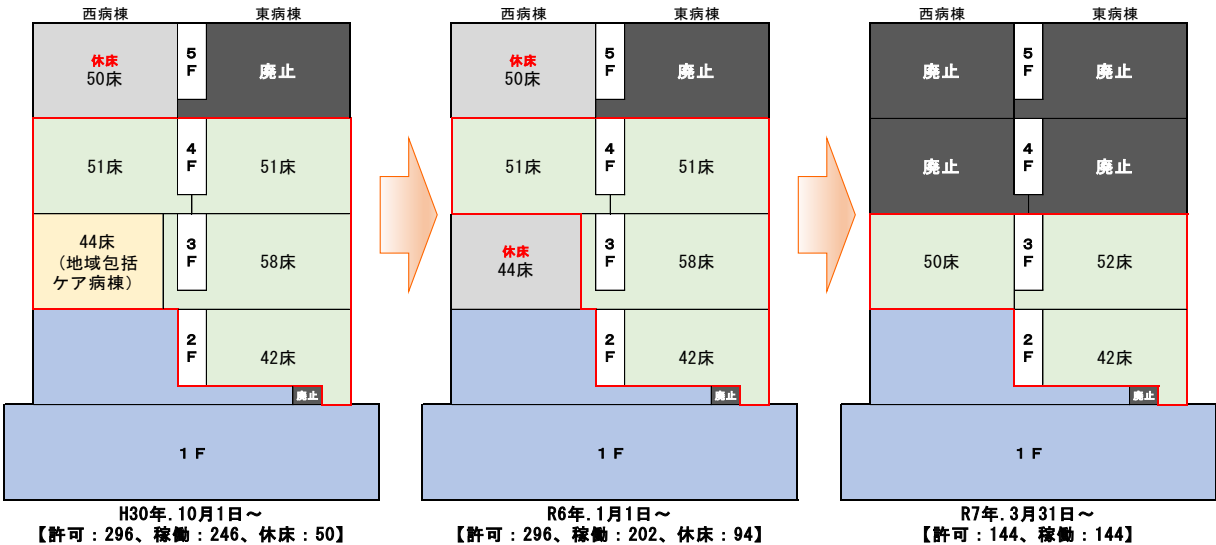 西病棟
東病棟
休床
50床
5F
廃止
51床
4F
51床
44床
（地域包括
ケア病棟）
3F
58床
2F
42床
廃止
1F
H30年.10月1日～
【許可：296、稼働：246、休床：50】
西病棟
東病棟
休床
50床
5F
廃止
51床
4F
51床
休床
44床
3F
58床
2F
42床
廃止
1F
R6年.1月1日～
【許可：296、稼働：202、休床：94】
西病棟
東病棟
廃止
5F
廃止
廃止
4F
廃止
50床
3F
52床
2F
42床
廃止
1F
R7年.3月31日～
【許可：144、稼働：144】